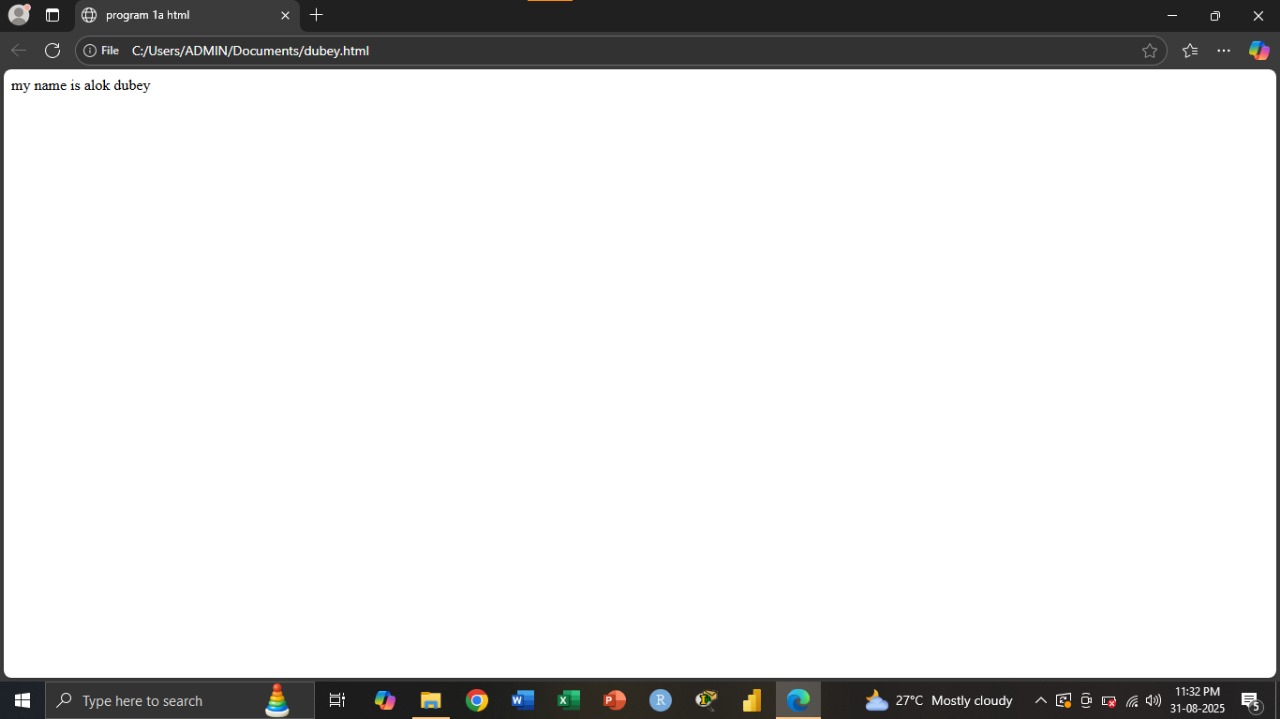 program 1a html
File C:/Users/ADMIN/Documents/dubey.html
my name is alok dubey
Type here to search
27°C Mostly cloudy
11:32 PM
31-08-2025
5